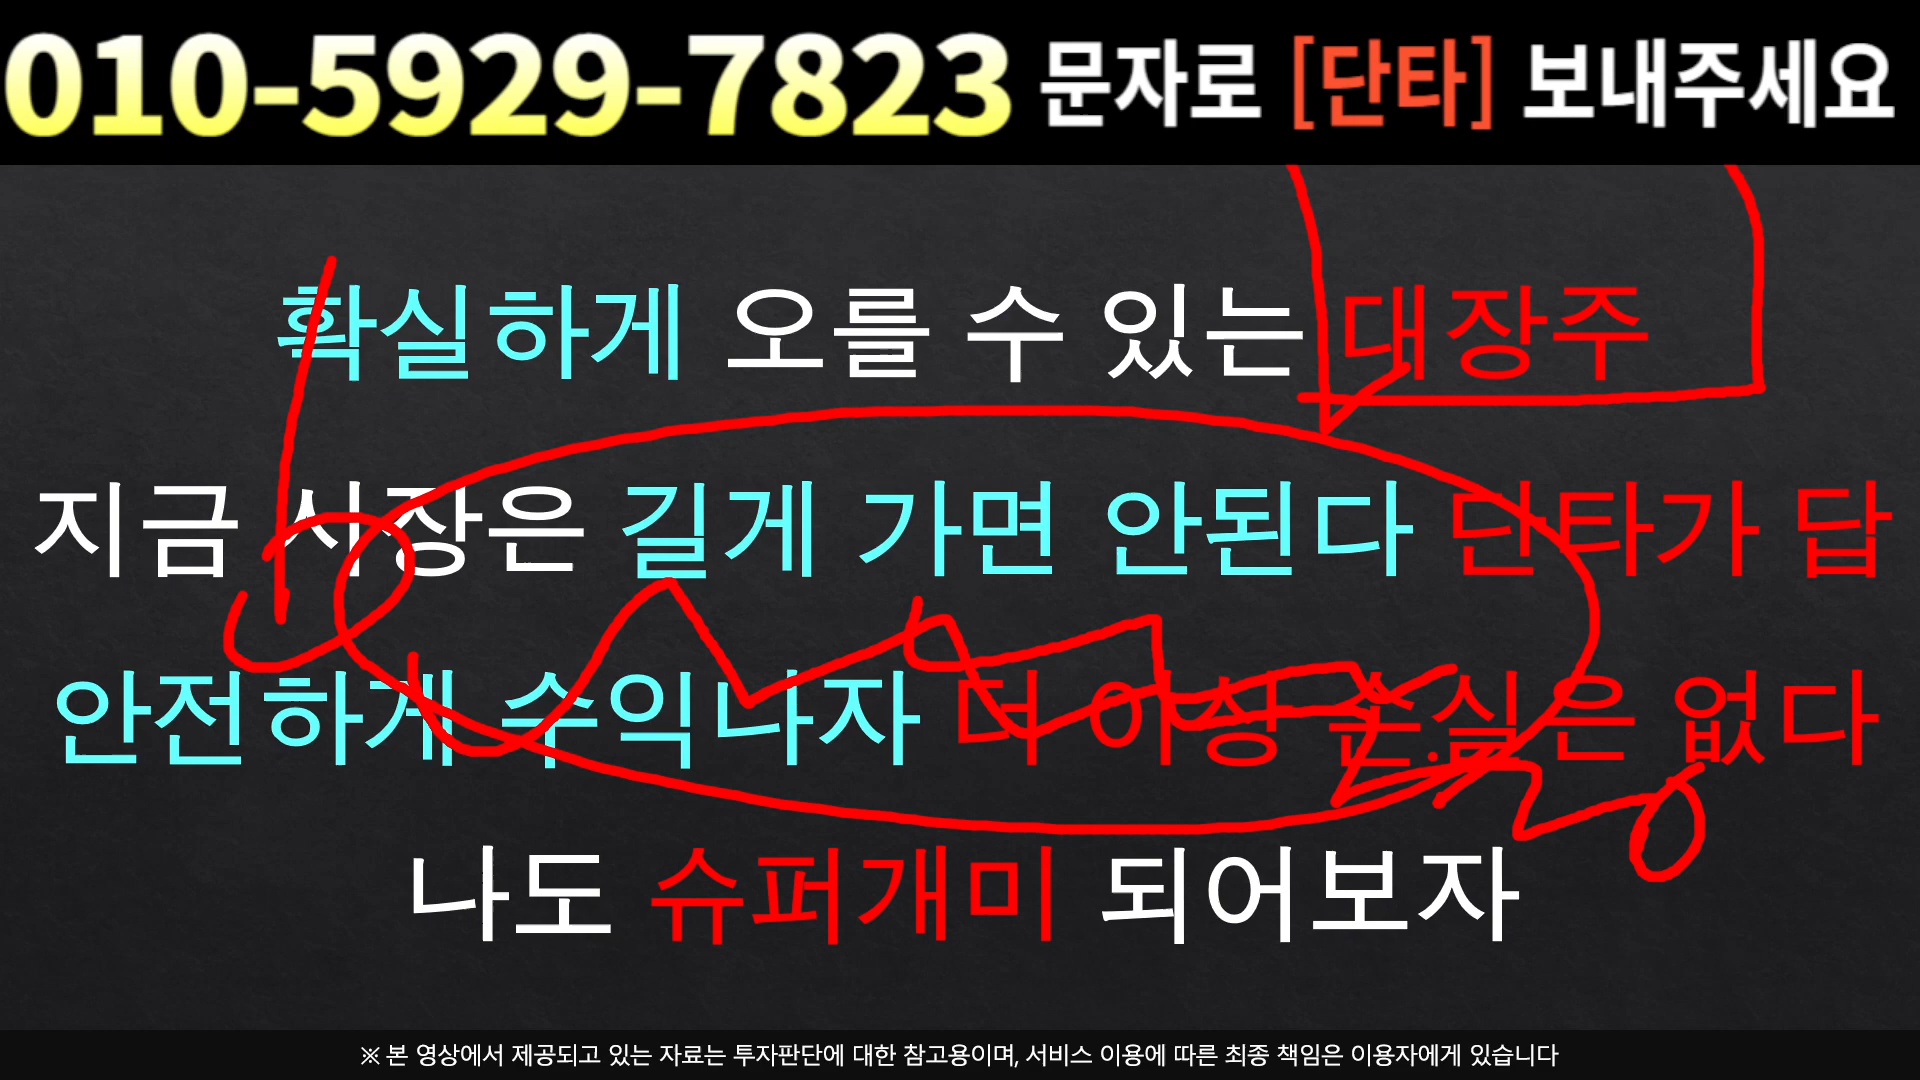 010-5929-7823 문자로 [단타] 보내주세요
확실하게 오를 수 있는 대장주
지금 시장은 길게 가면 안된다 단타가 답
안전하게 수익나자 더 이상 손실은 없다
나도 슈퍼개미 되어보자
※ 본 영상에서 제공되고 있는 자료는 투자판단에 대한 참고용이며, 서비스 이용에 따른 최종 책임은 이용자에게 있습니다